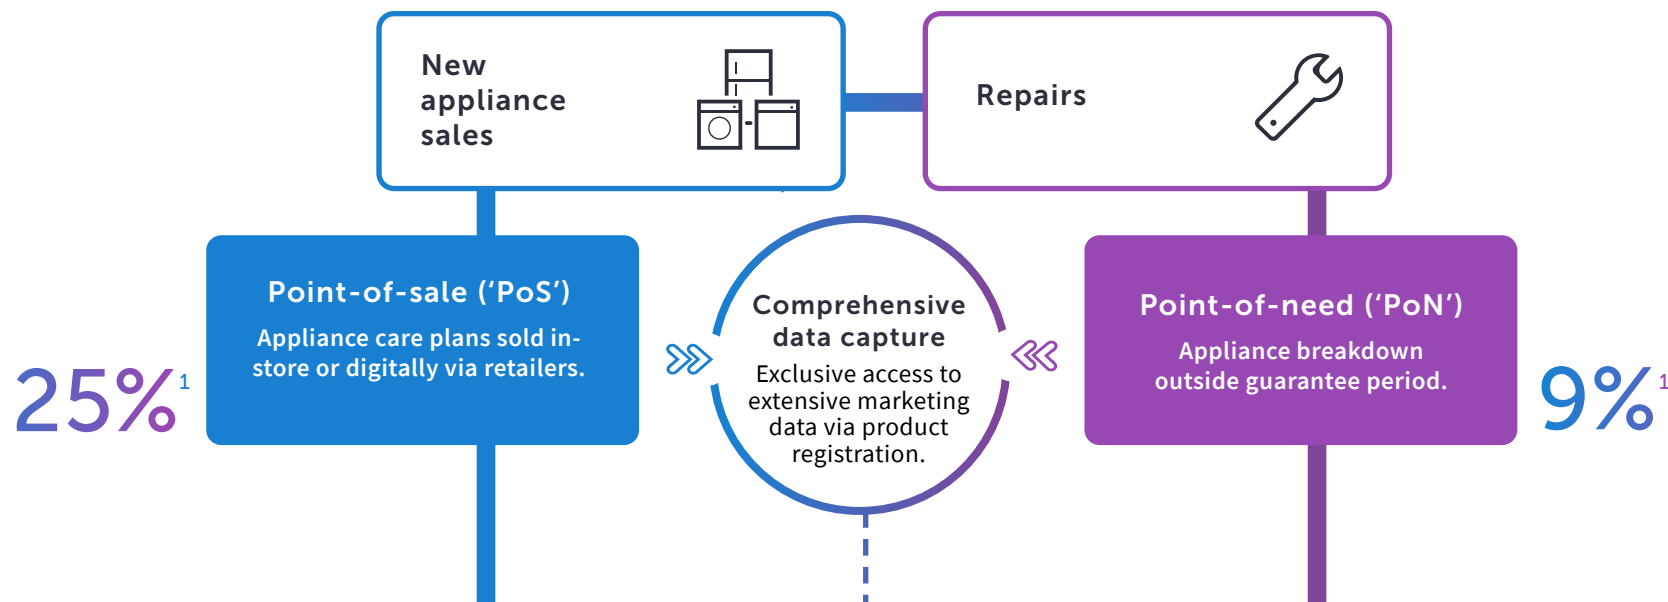 New
appliance
sales
Repairs
Point-of-sale (‘PoS’)
Appliance care plans sold in-
store or digitally via retailers.
25%1
Comprehensive
data capture
Exclusive access to
extensive marketing
data via product
registration.
Point-of-need (‘PoN’)
Appliance breakdown
outside guarantee period.
9%1